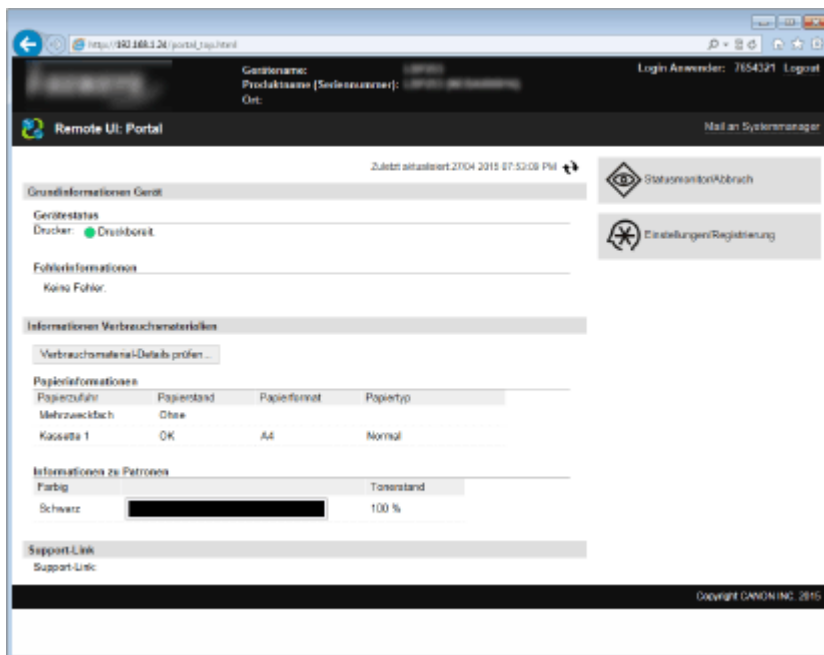 http://192.168.1.24/portal_top.html
Gerätename:
Login Anwender: 7654321 Logout
Produktname (Seriennummer):
Ort:
Remote UI: Portal
Mail an Systemmanager
Zuletzt aktualisiert 27/04 2015 07:53:09 PM
Statusmonitor/Abbruch
Grundinformationen Gerät
Gerätestatus
Drucker: Druckbereit.
Einstellungen/Registrierung
Fehlerinformationen
Keine Fehler.
Informationen Verbrauchsmaterialien
Verbrauchsmaterial-Details prüfen...
Papierinformationen
Papierzufuhr Papierstand Papierformat Papiertyp
Mehrzweckfach Ohne
Kassette 1 OK A4 Normal
Informationen zu Patronen
Farbig Tonerstand
Schwarz 100 %
Support-Link
Support-Link:
Copyright CANON INC. 2015